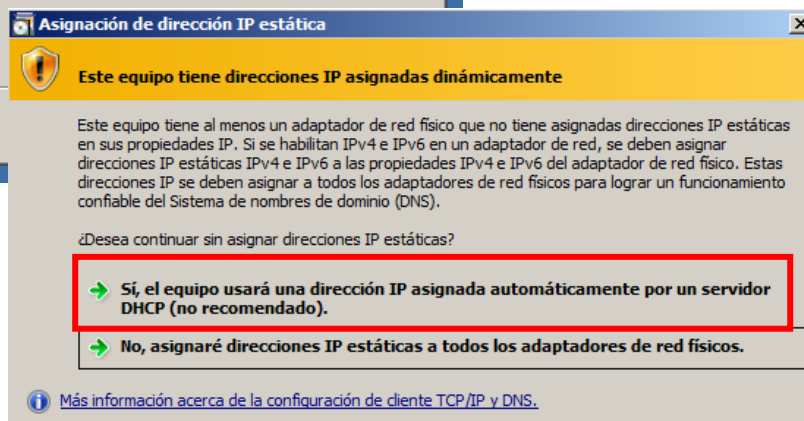 Asignación de dirección IP estática
Este equipo tiene direcciones IP asignadas dinámicamente
Este equipo tiene al menos un adaptador de red físico que no tiene asignadas direcciones IP estáticas
en sus propiedades IP. Si se habilitan IPv4 e IPv6 en un adaptador de red, se deben asignar
direcciones IP estáticas IPv4 e IPv6 a las propiedades IPv4 e IPv6 del adaptador de red físico. Estas
direcciones IP se deben asignar a todos los adaptadores de red físicos para lograr un funcionamiento
confiable del Sistema de nombres de dominio (DNS).
¿Desea continuar sin asignar direcciones IP estáticas?
Sí, el equipo usará una dirección IP asignada automáticamente por un servidor
DHCP (no recomendado).
No, asignaré direcciones IP estáticas a todos los adaptadores de red físicos.
Más información acerca de la configuración de cliente TCP/IP y DNS.